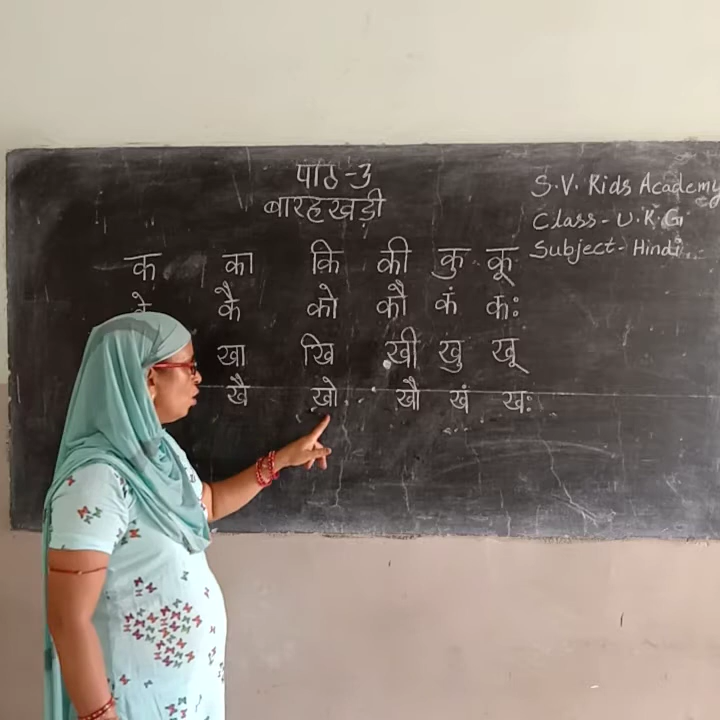 पाठ-3
बारहखड़ी
S.V. Kids Academy
Class-U.K.G
Subject-Hindi
क का कि की कु कू
कै को कौ कं कः
खा खि खी खु खू
खै खो खौ खं खः